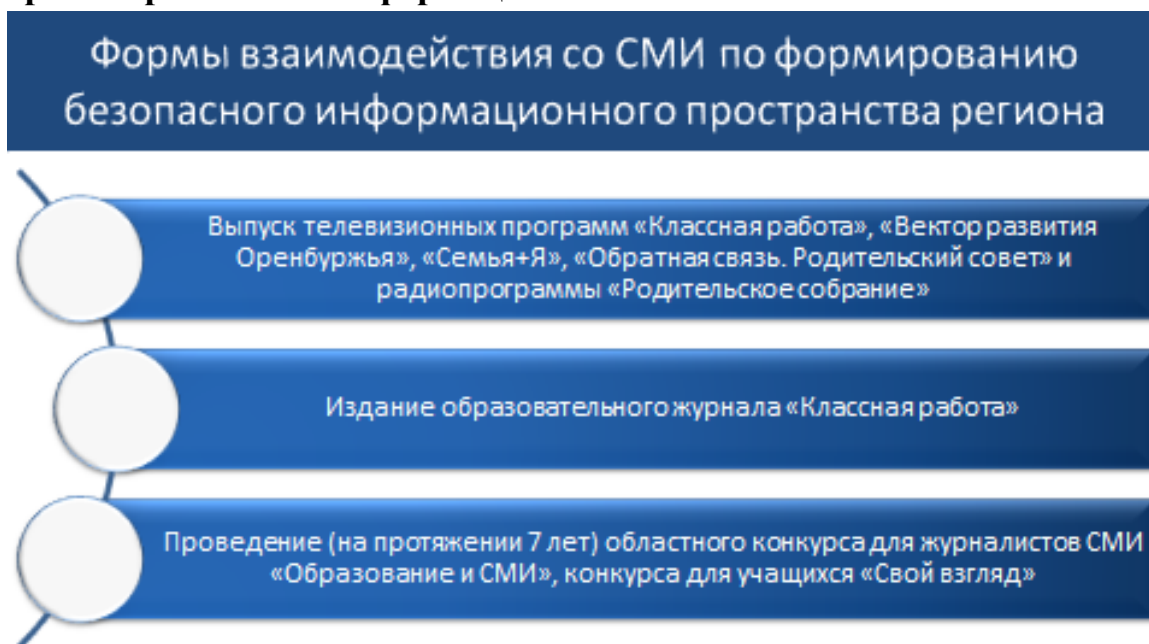 Формы взаимодействия со СМИ по формированию
безопасного информационного пространства региона
Выпуск телевизионных программ «Классная работа», «Вектор развития
Оренбуржья», «Семья+Я», «Обратная связь. Родительский совет» и
радиопрограммы «Родительское собрание»
Издание образовательного журнала «Классная работа»
Проведение (на протяжении 7 лет) областного конкурса для журналистов СМИ
«Образование и СМИ», конкурса для учащихся «Свой взгляд»